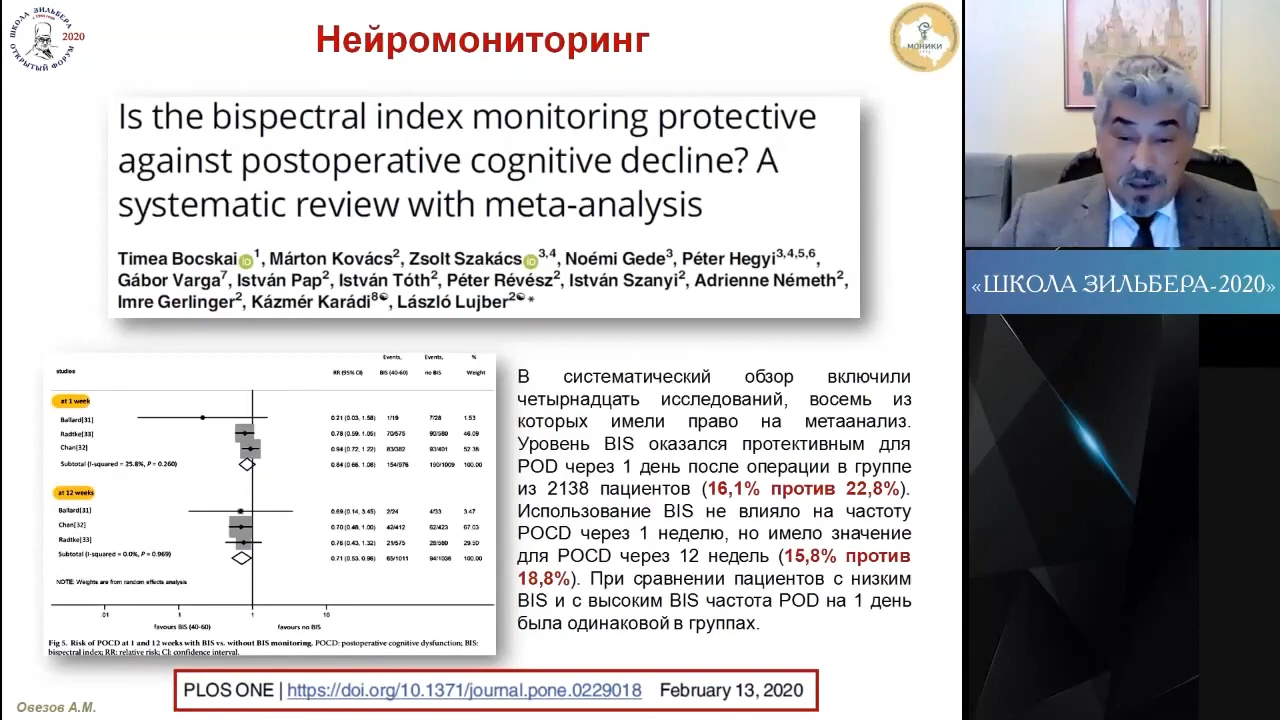 ШКОЛА ЗИЛЬБЕРА
с 1960 года
2020
ОТКРЫТЫЙ ФОРУМ
Нейромониторинг
МОНИКИ
Is the bispectral index monitoring protective
against postoperative cognitive decline? A
systematic review with meta-analysis
Timea Bocskai iD 1, Márton Kovács2, Zsolt Szakács iD 3,4, Noémi Gede3, Péter Hegyi3,4,5,6,
Gábor Varga7, István Pap2, István Tóth2, Péter Révész2, István Szanyi2, Adrienne Németh2,
Imre Gerlinger2, Kázmér Karádi8☯, László Lujber2☯*
«ШКОЛА ЗИЛЬБЕРА-2020»
Events, Events, %
studies RR (95% CI) BIS (40-60) no BIS Weight
at 1 week
Ballard[31] 0.21 (0.03, 1.58) 1/19 7/28 1.53
Radtke[33] 0.78 (0.59, 1.05) 70/575 90/580 46.09
Chan[32] 0.94 (0.72, 1.22) 83/382 93/401 52.38
Subtotal (I-squared = 25.8%, P = 0.260) 0.84 (0.66, 1.08) 154/976 190/1009 100.00
at 12 weeks
Ballard[31] 0.69 (0.14, 3.45) 2/24 4/33 3.47
Chan[32] 0.70 (0.48, 1.00) 42/412 62/423 67.03
Radtke[33] 0.76 (0.43, 1.32) 21/575 28/580 29.50
Subtotal (I-squared = 0.0%, P = 0.969) 0.71 (0.53, 0.96) 65/1011 94/1036 100.00
NOTE: Weights are from random effects analysis
.01 .1 1 10
favours BIS (40-60) favours no BIS
Fig 5. Risk of POCD at 1 and 12 weeks with BIS vs. without BIS monitoring. POCD: postoperative cognitive dysfunction; BIS:
bispectral index; RR: relative risk; CI: confidence interval.
В систематический обзор включили
четырнадцать исследований, восемь из
которых имели право на метаанализ.
Уровень BIS оказался протективным для
POD через 1 день после операции в группе
из 2138 пациентов (16,1% против 22,8%).
Использование BIS не влияло на частоту
POCD через 1 неделю, но имело значение
для POCD через 12 недель (15,8% против
18,8%). При сравнении пациентов с низким
BIS и с высоким BIS частота POD на 1 день
была одинаковой в группах.
PLOS ONE | https://doi.org/10.1371/journal.pone.0229018 February 13, 2020
Овезов А.М.